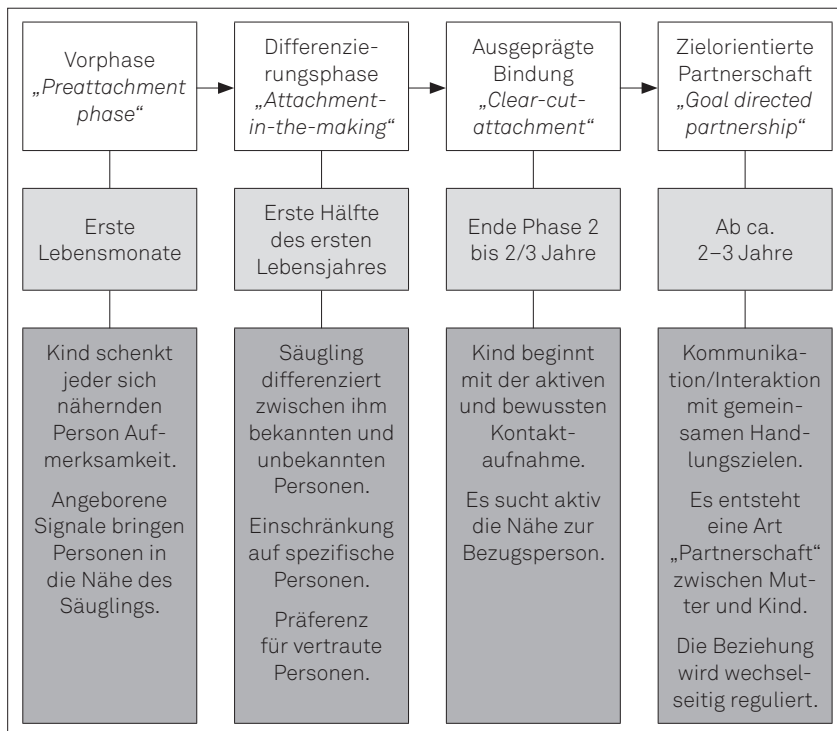 Vorphase
„Preattachment
phase“
Differenzie-
rungsphase
„Attachment-
in-the-making“
Ausgeprägte
Bindung
„Clear-cut-
attachment“
Zielorientierte
Partnerschaft
„Goal directed
partnership“
Erste
Lebensmonate
Erste Hälfte
des ersten
Lebensjahres
Ende Phase 2
bis 2/3 Jahre
Ab ca.
2–3 Jahre
Kind schenkt
jeder sich
nähernden
Person Auf-
merksamkeit.
Angeborene
Signale bringen
Personen in
die Nähe des
Säuglings.
Säugling
differenziert
zwischen ihm
bekannten und
unbekannten
Personen.
Einschränkung
auf spezifische
Personen.
Präferenz
für vertraute
Personen.
Kind beginnt
mit der aktiven
und bewussten
Kontakt-
aufnahme.
Es sucht aktiv
die Nähe zur
Bezugsperson.
Kommunika-
tion/Interaktion
mit gemein-
samen Hand-
lungszielen.
Es entsteht
eine Art
„Partnerschaft“
zwischen Mut-
ter und Kind.
Die Beziehung
wird wechsel-
seitig reguliert.